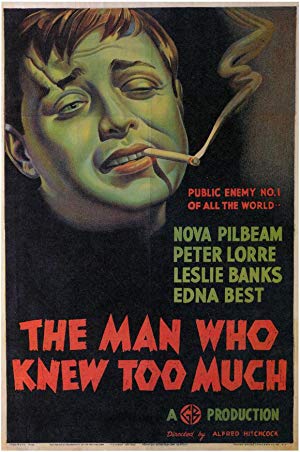 PUBLIC ENEMY NO.1
OF ALL THE WORLD..
NOVA PILBEAM
PETER LORRE
LESLIE BANKS
EDNA BEST
THE MAN WHO
KNEW TOO MUCH
A GB PRODUCTION
Directed by ALFRED HITCHCOCK